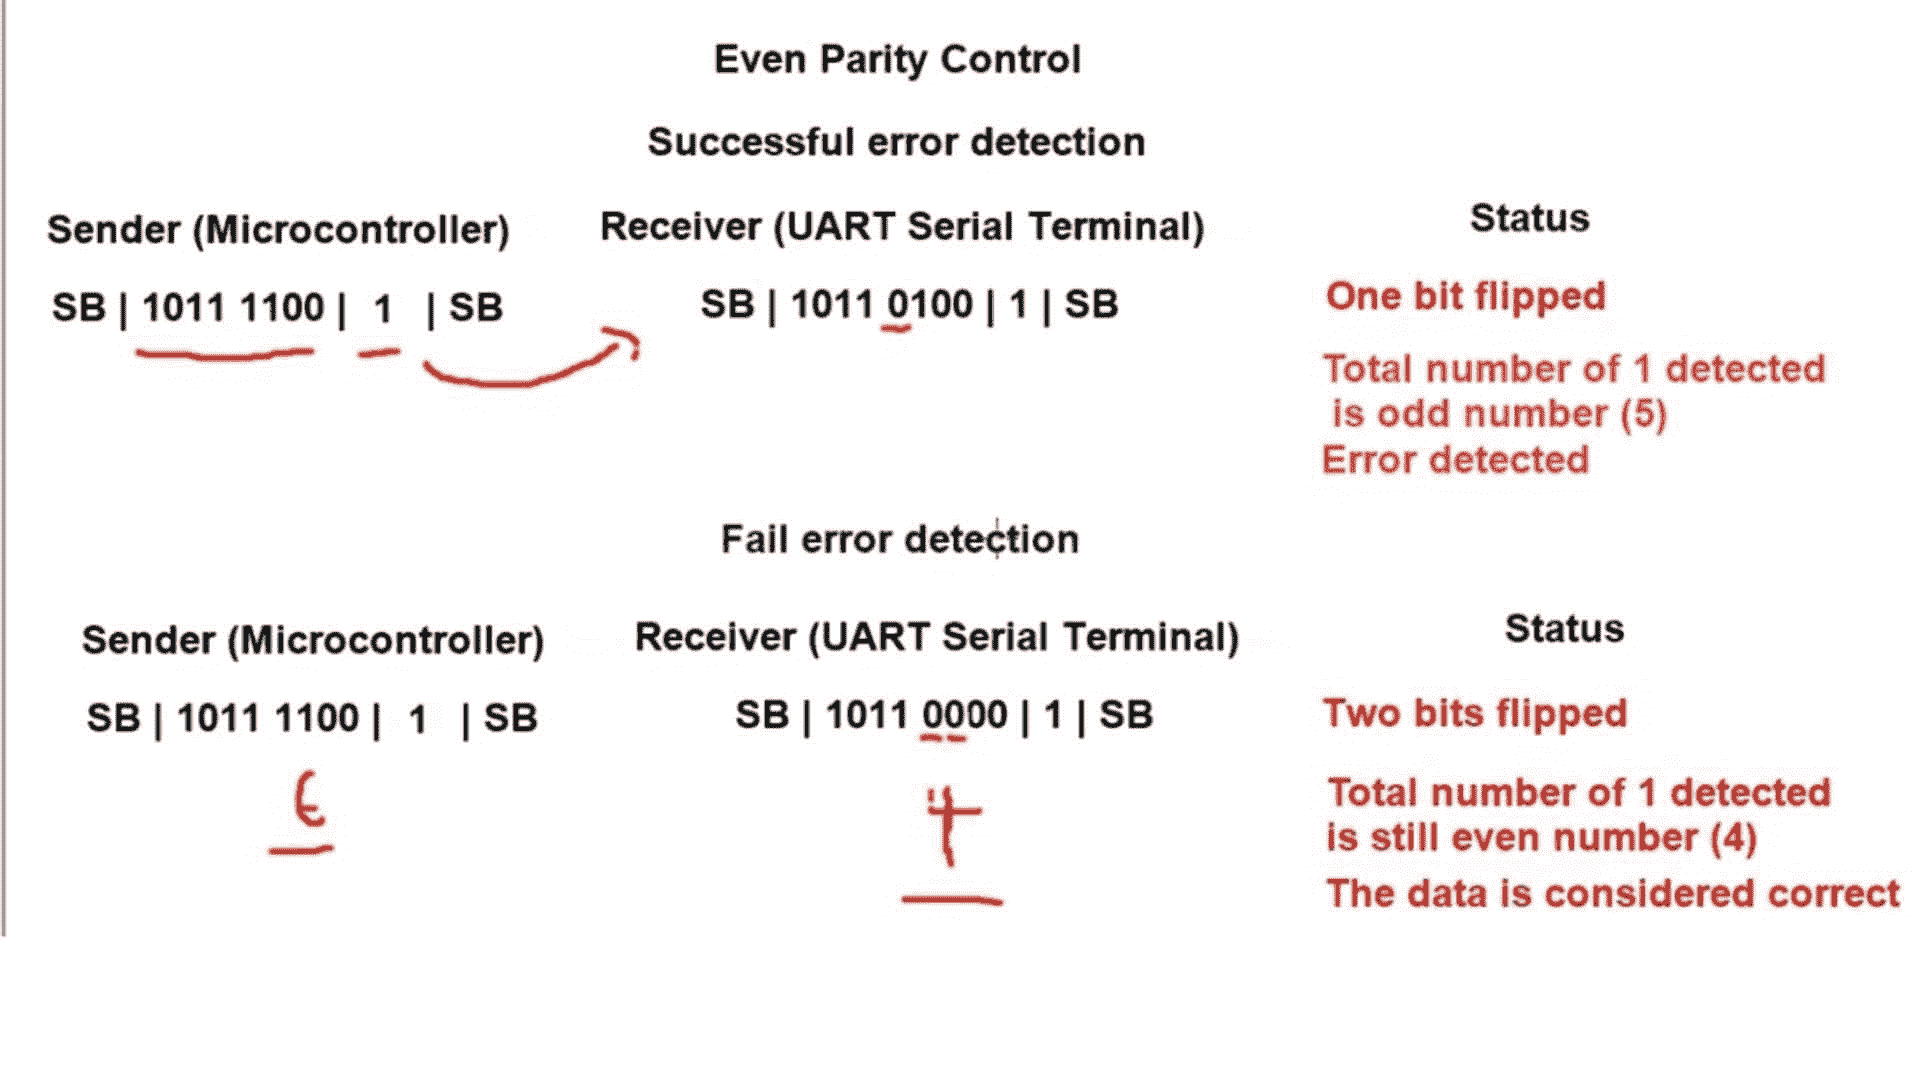 Even Parity Control
Successful error detection
Sender (Microcontroller) Receiver (UART Serial Terminal) Status
SB | 1011 1100 | 1 | SB SB | 1011 0100 | 1 | SB One bit flipped
Total number of 1 detected
is odd number (5)
Error detected
Fail error detection
Sender (Microcontroller) Receiver (UART Serial Terminal) Status
SB | 1011 1100 | 1 | SB SB | 1011 0000 | 1 | SB Two bits flipped
6 4
Total number of 1 detected
is still even number (4)
The data is considered correct